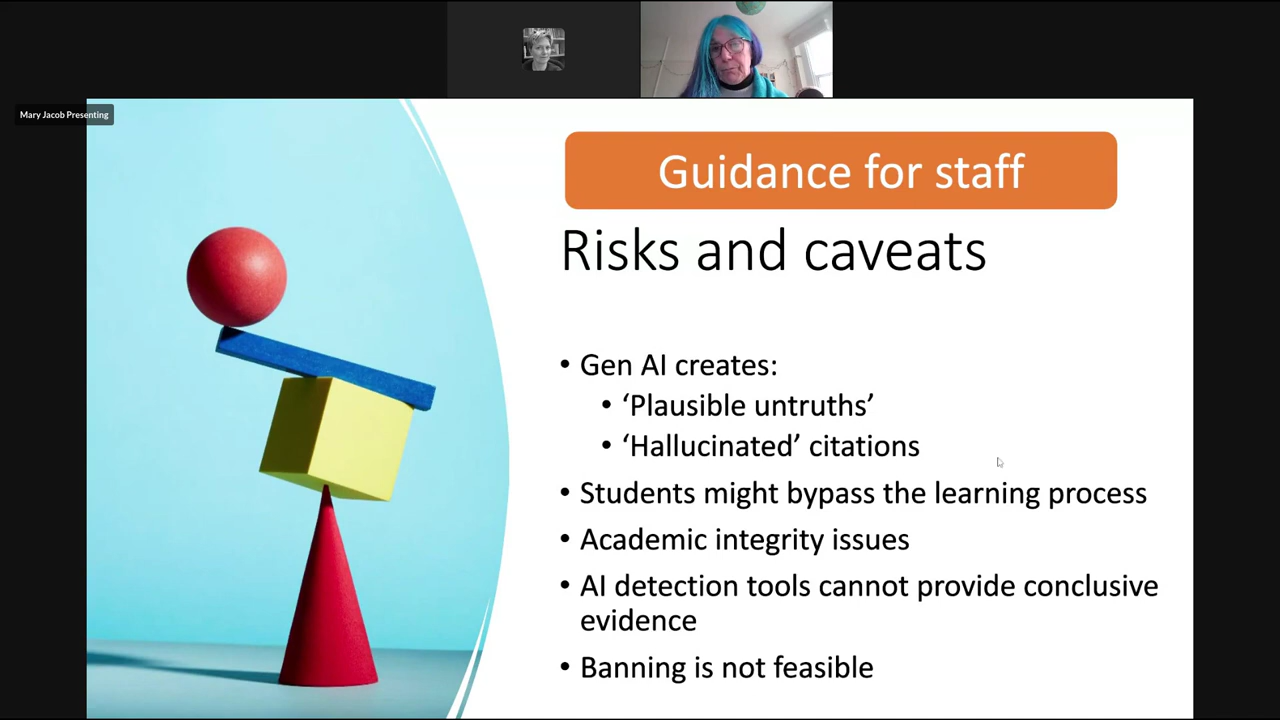 Mary Jacob Presenting
Guidance for staff
Risks and caveats
• Gen AI creates:
• ‘Plausible untruths’
• ‘Hallucinated’ citations
• Students might bypass the learning process
• Academic integrity issues
• AI detection tools cannot provide conclusive
evidence
• Banning is not feasible